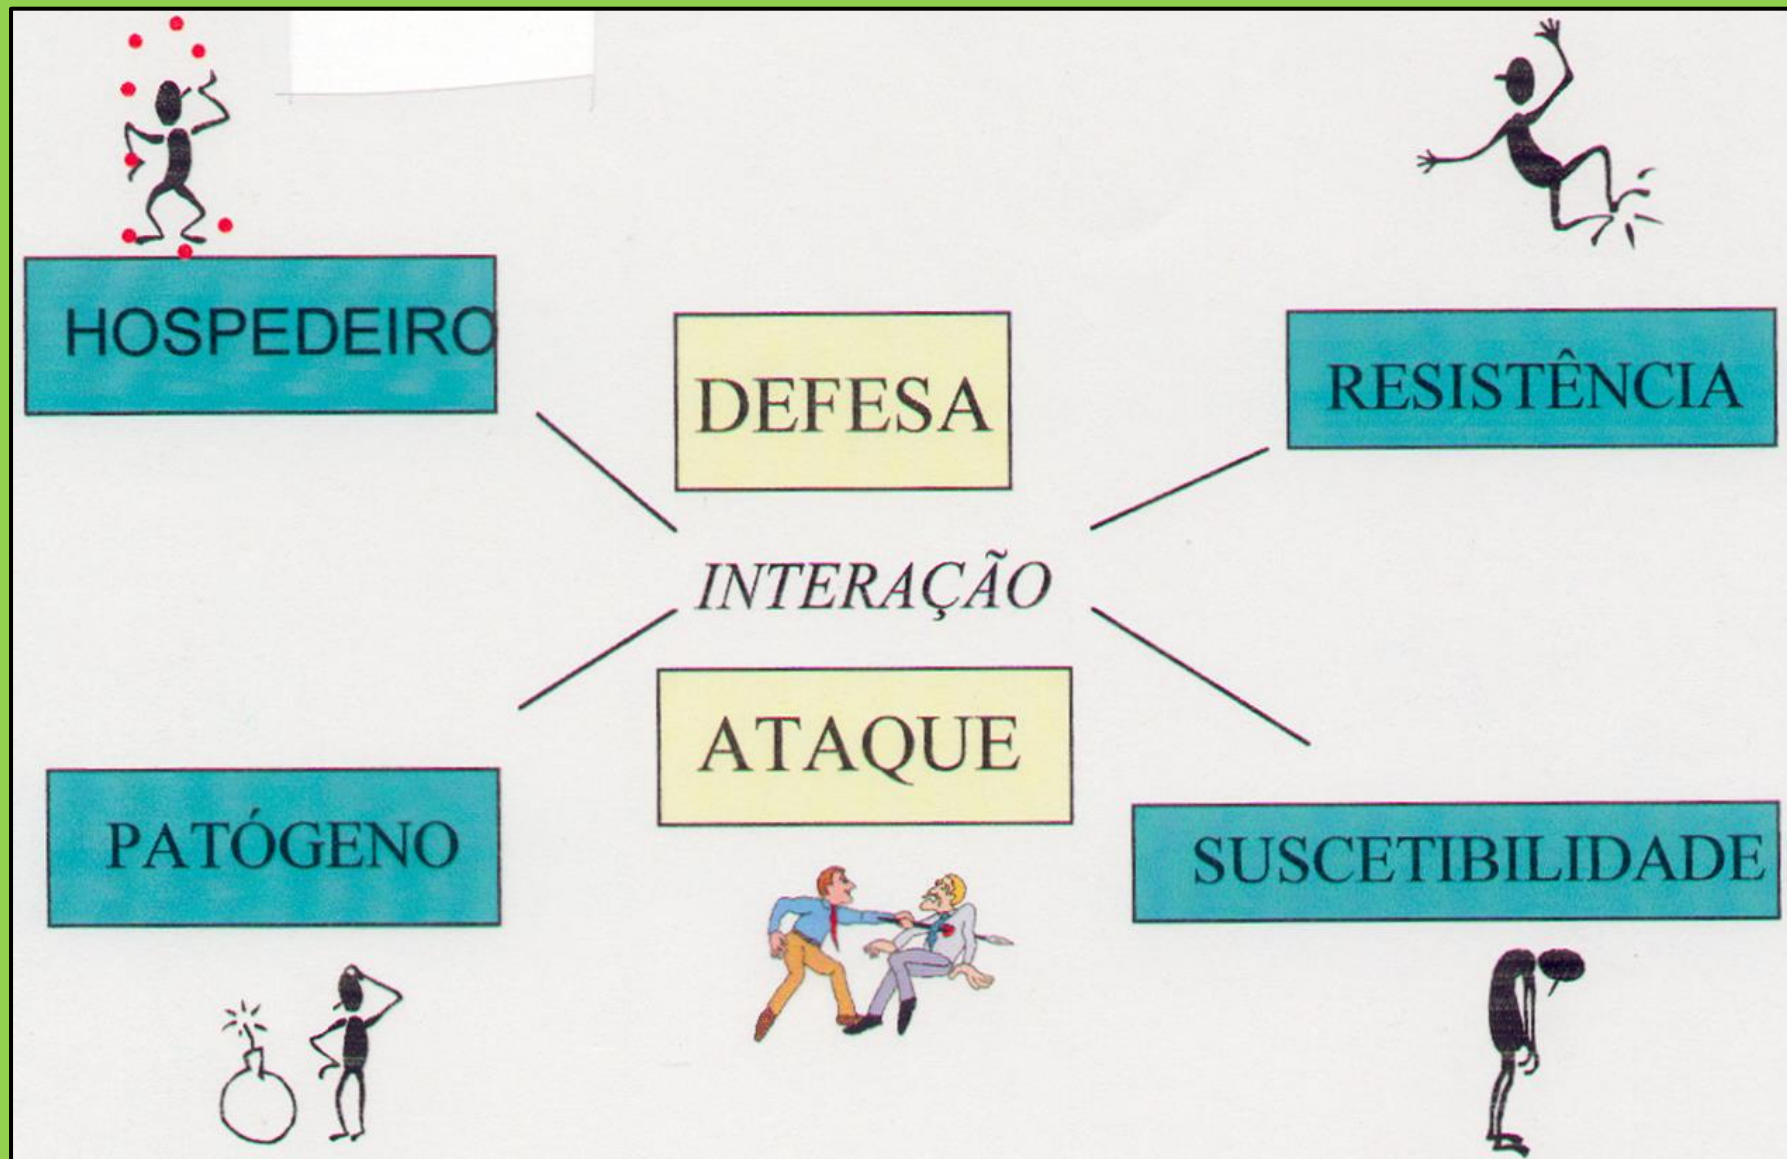 HOSPEDEIRO
DEFESA
RESISTÊNCIA
INTERAÇÃO
ATAQUE
PATÓGENO
SUSCETIBILIDADE